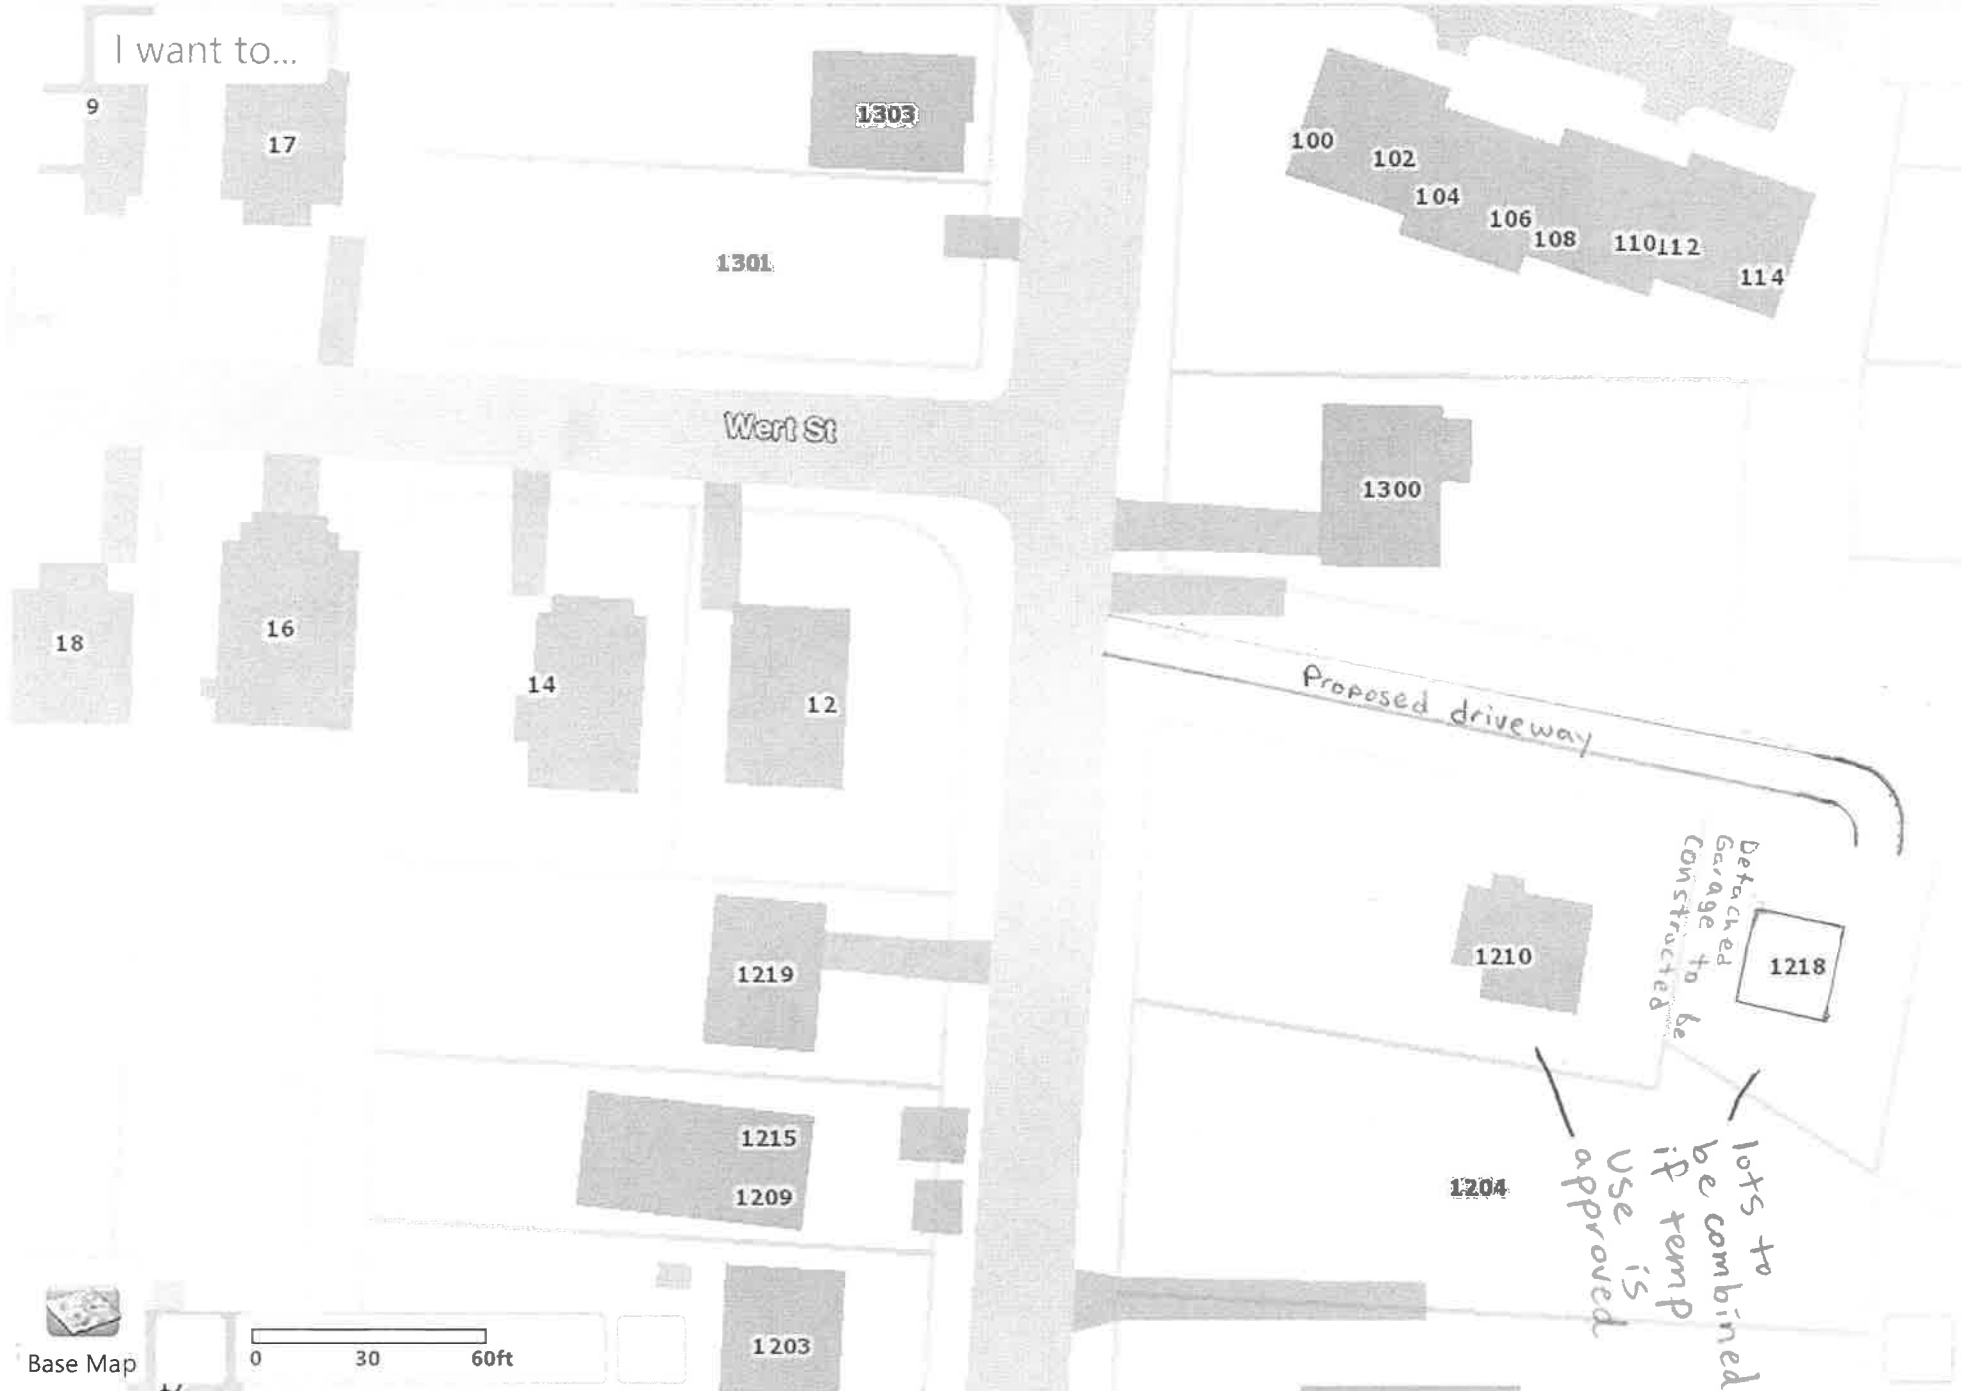 I want to...
9
17
1303
100
102
104
106
108
110
112
114
1301
Wert St
1300
18
16
14
12
Proposed driveway
Detached
Garage to be
constructed
1219
1210
1218
1215
1209
1204
lots to
be combined
if temp
use is
approved
1203
Base Map
0 30 60ft